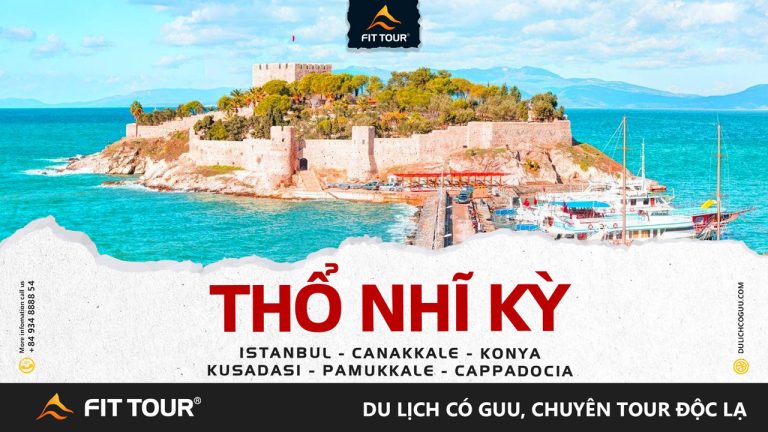 FIT TOUR®
THỔ NHĨ KỲ
ISTANBUL - CANAKKALE - KONYA
KUSADASI - PAMUKKALE - CAPPADOCIA
More infomation call us
+ 84 934 8888 54
DULICHCOGUU.COM
FIT TOUR®
DU LỊCH CÓ GUU, CHUYÊN TOUR ĐỘC LẠ